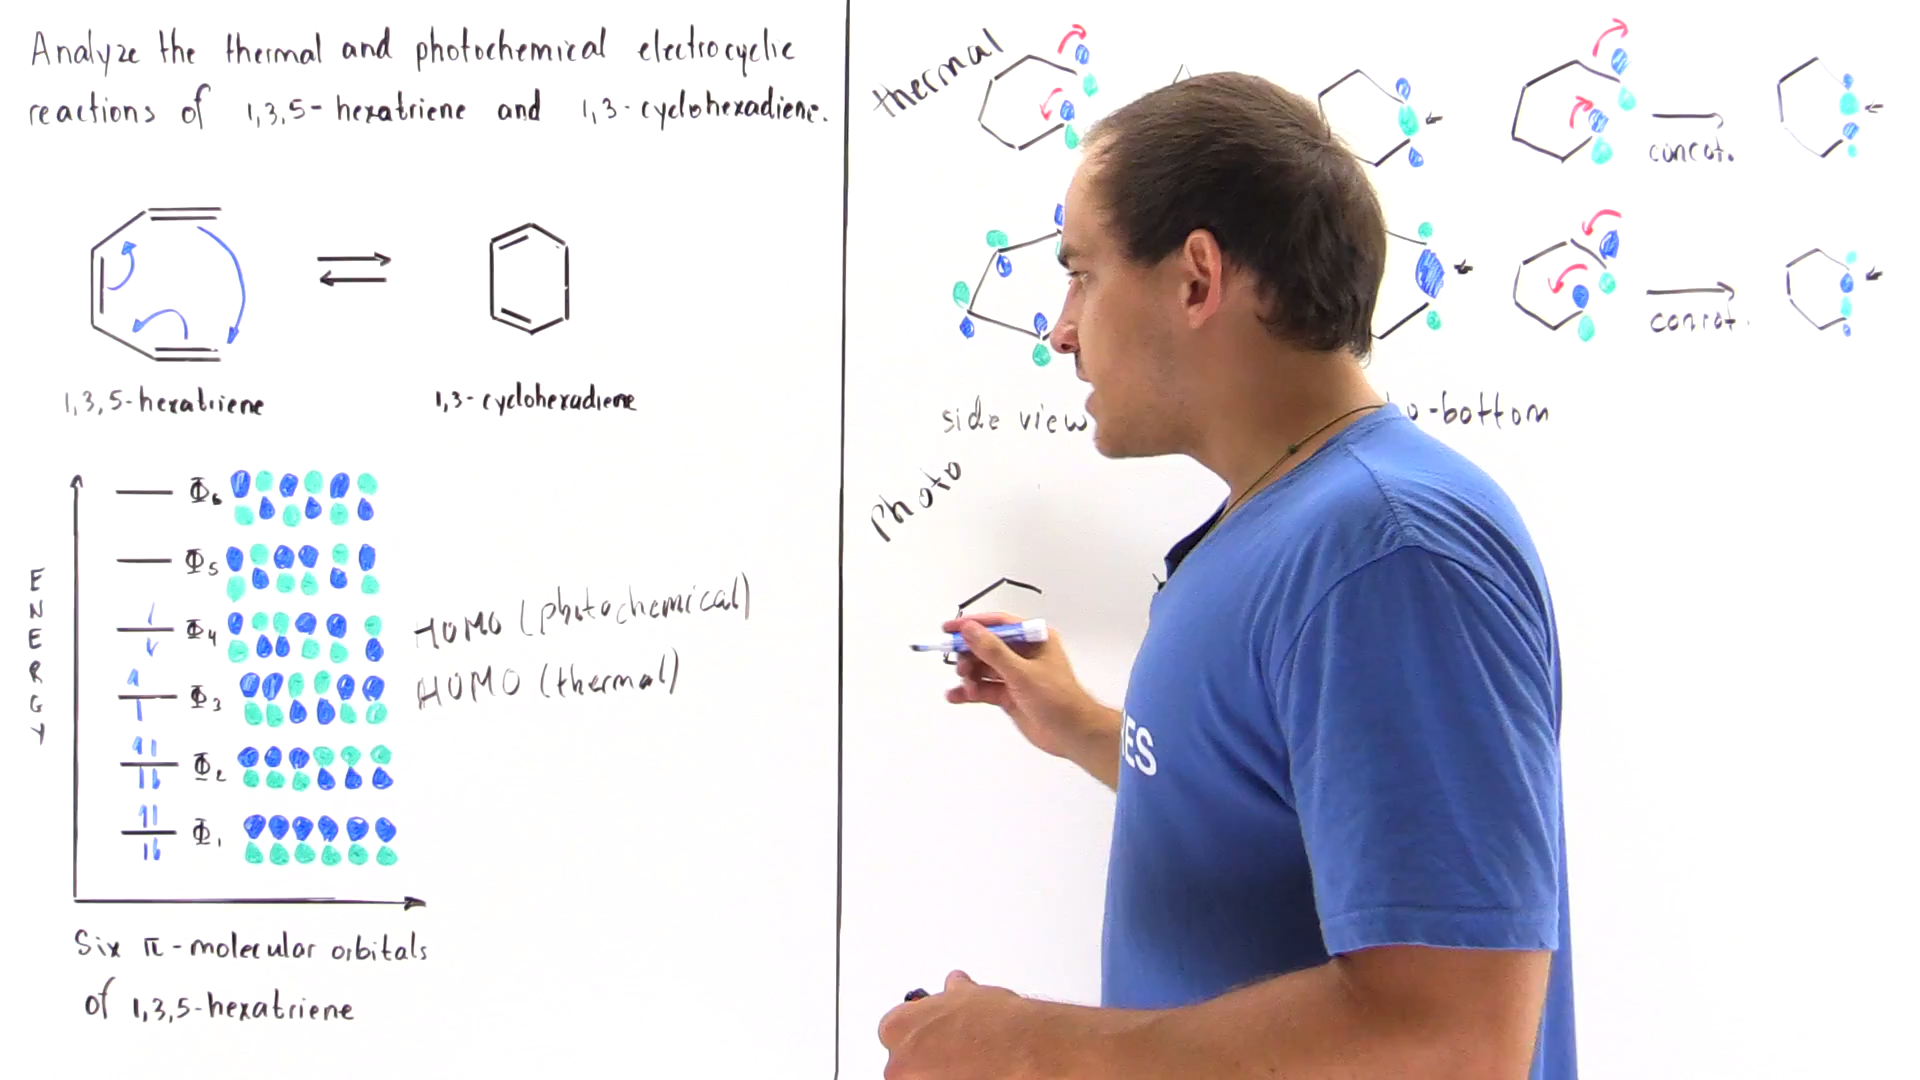 Analyze the thermal and photochemical electrocyclic
reactions of 1,3,5-hexatriene and 1,3-cyclohexadiene.
1,3,5-hexatriene
1,3-cyclohexadiene
ENERGY
Φ6
Φ5
Φ4
HOMO (photochemical)
Φ3
HOMO (thermal)
Φ2
Φ1
Six π-molecular orbitals
of 1,3,5-hexatriene
thermal
conrot.
conrot.
side view
-bottom
photo